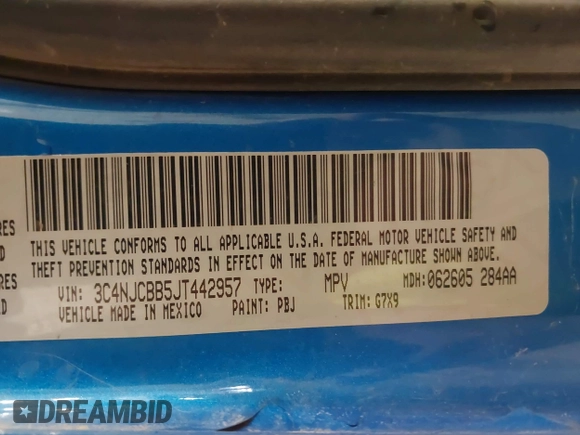 RES
D
RES
D
THIS VEHICLE CONFORMS TO ALL APPLICABLE U.S.A. FEDERAL MOTOR VEHICLE SAFETY AND
THEFT PREVENTION STANDARDS IN EFFECT ON THE DATE OF MANUFACTURE SHOWN ABOVE.
VIN: 3C4NJCBB5JT442957 TYPE: MPV MDH:062605 284AA
VEHICLE MADE IN MEXICO PAINT: PBJ TRIM: G7X9
DREAMBID